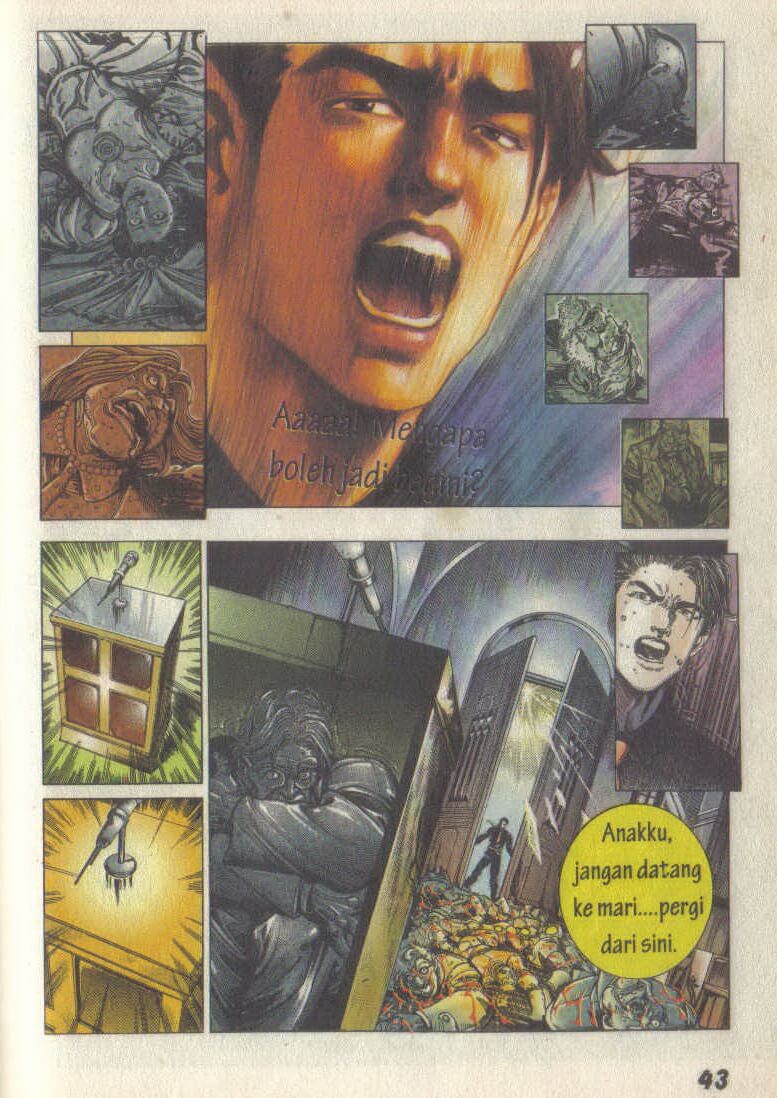 Aaaaa! Mengapa
boleh jadi begini?
Anakku,
jangan datang
ke mari....pergi
dari sini.
43